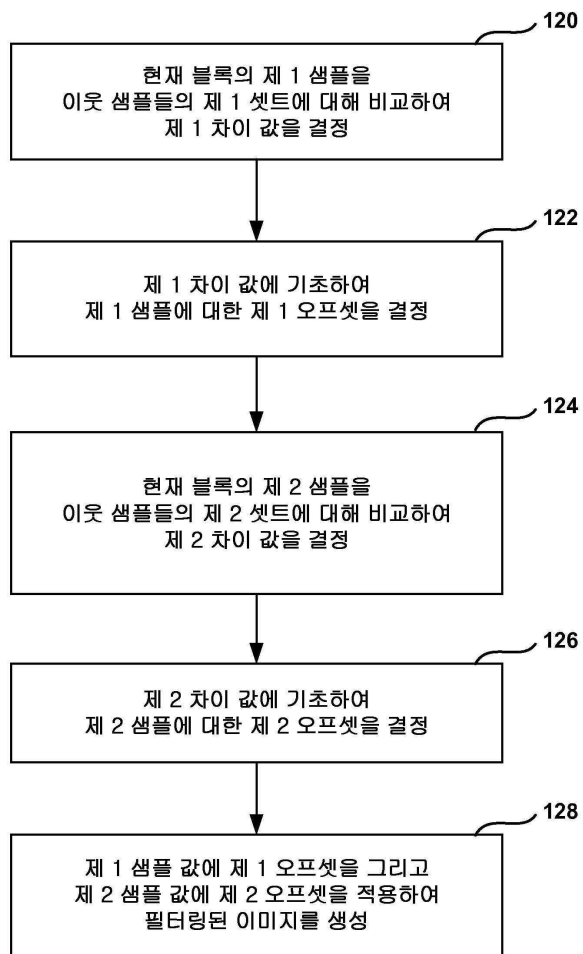 120
현재 블록의 제 1 샘플을
이웃 샘플들의 제 1 셋트에 대해 비교하여
제 1 차이 값을 결정
122
제 1 차이 값에 기초하여
제 1 샘플에 대한 제 1 오프셋을 결정
124
현재 블록의 제 2 샘플을
이웃 샘플들의 제 2 셋트에 대해 비교하여
제 2 차이 값을 결정
126
제 2 차이 값에 기초하여
제 2 샘플에 대한 제 2 오프셋을 결정
128
제 1 샘플 값에 제 1 오프셋을 그리고
제 2 샘플 값에 제 2 오프셋을 적용하여
필터링된 이미지를 생성